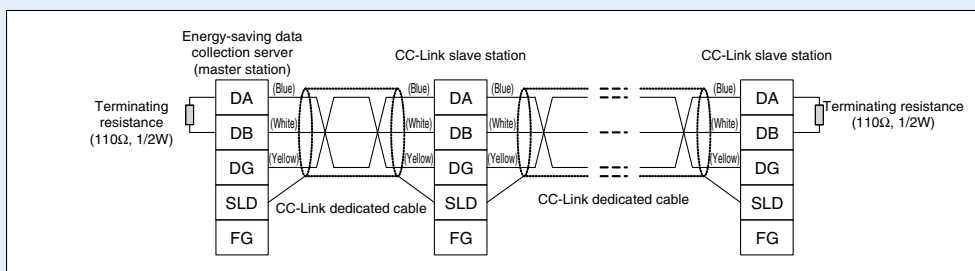 Energy-saving data
collection server
(master station)
CC-Link slave station
CC-Link slave station
Terminating
resistance
(110Ω, 1/2W)
DA
DB
DG
SLD
FG
(Blue)
(White)
(Yellow)
(Blue)
(White)
(Yellow)
CC-Link dedicated cable
DA
DB
DG
SLD
FG
(Blue)
(White)
(Yellow)
(Blue)
(White)
(Yellow)
CC-Link dedicated cable
DA
DB
DG
SLD
FG
Terminating resistance
(110Ω, 1/2W)